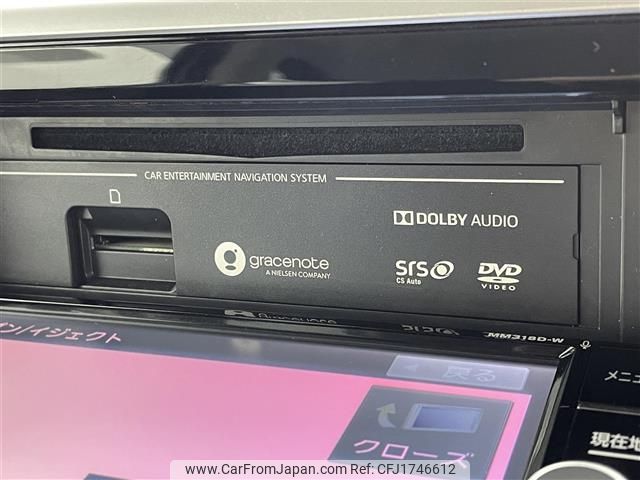 CAR ENTERTAINMENT NAVIGATION SYSTEM
DOLBY AUDIO
gracenote
A NIELSEN COMPANY
SRS
CS Auto
DVD
VIDEO
MM318D-W
ン/イジェクト
戻る
メニュ
クローズ
現在地
www.CarFromJapan.com | Ref.No: CFJ1746612